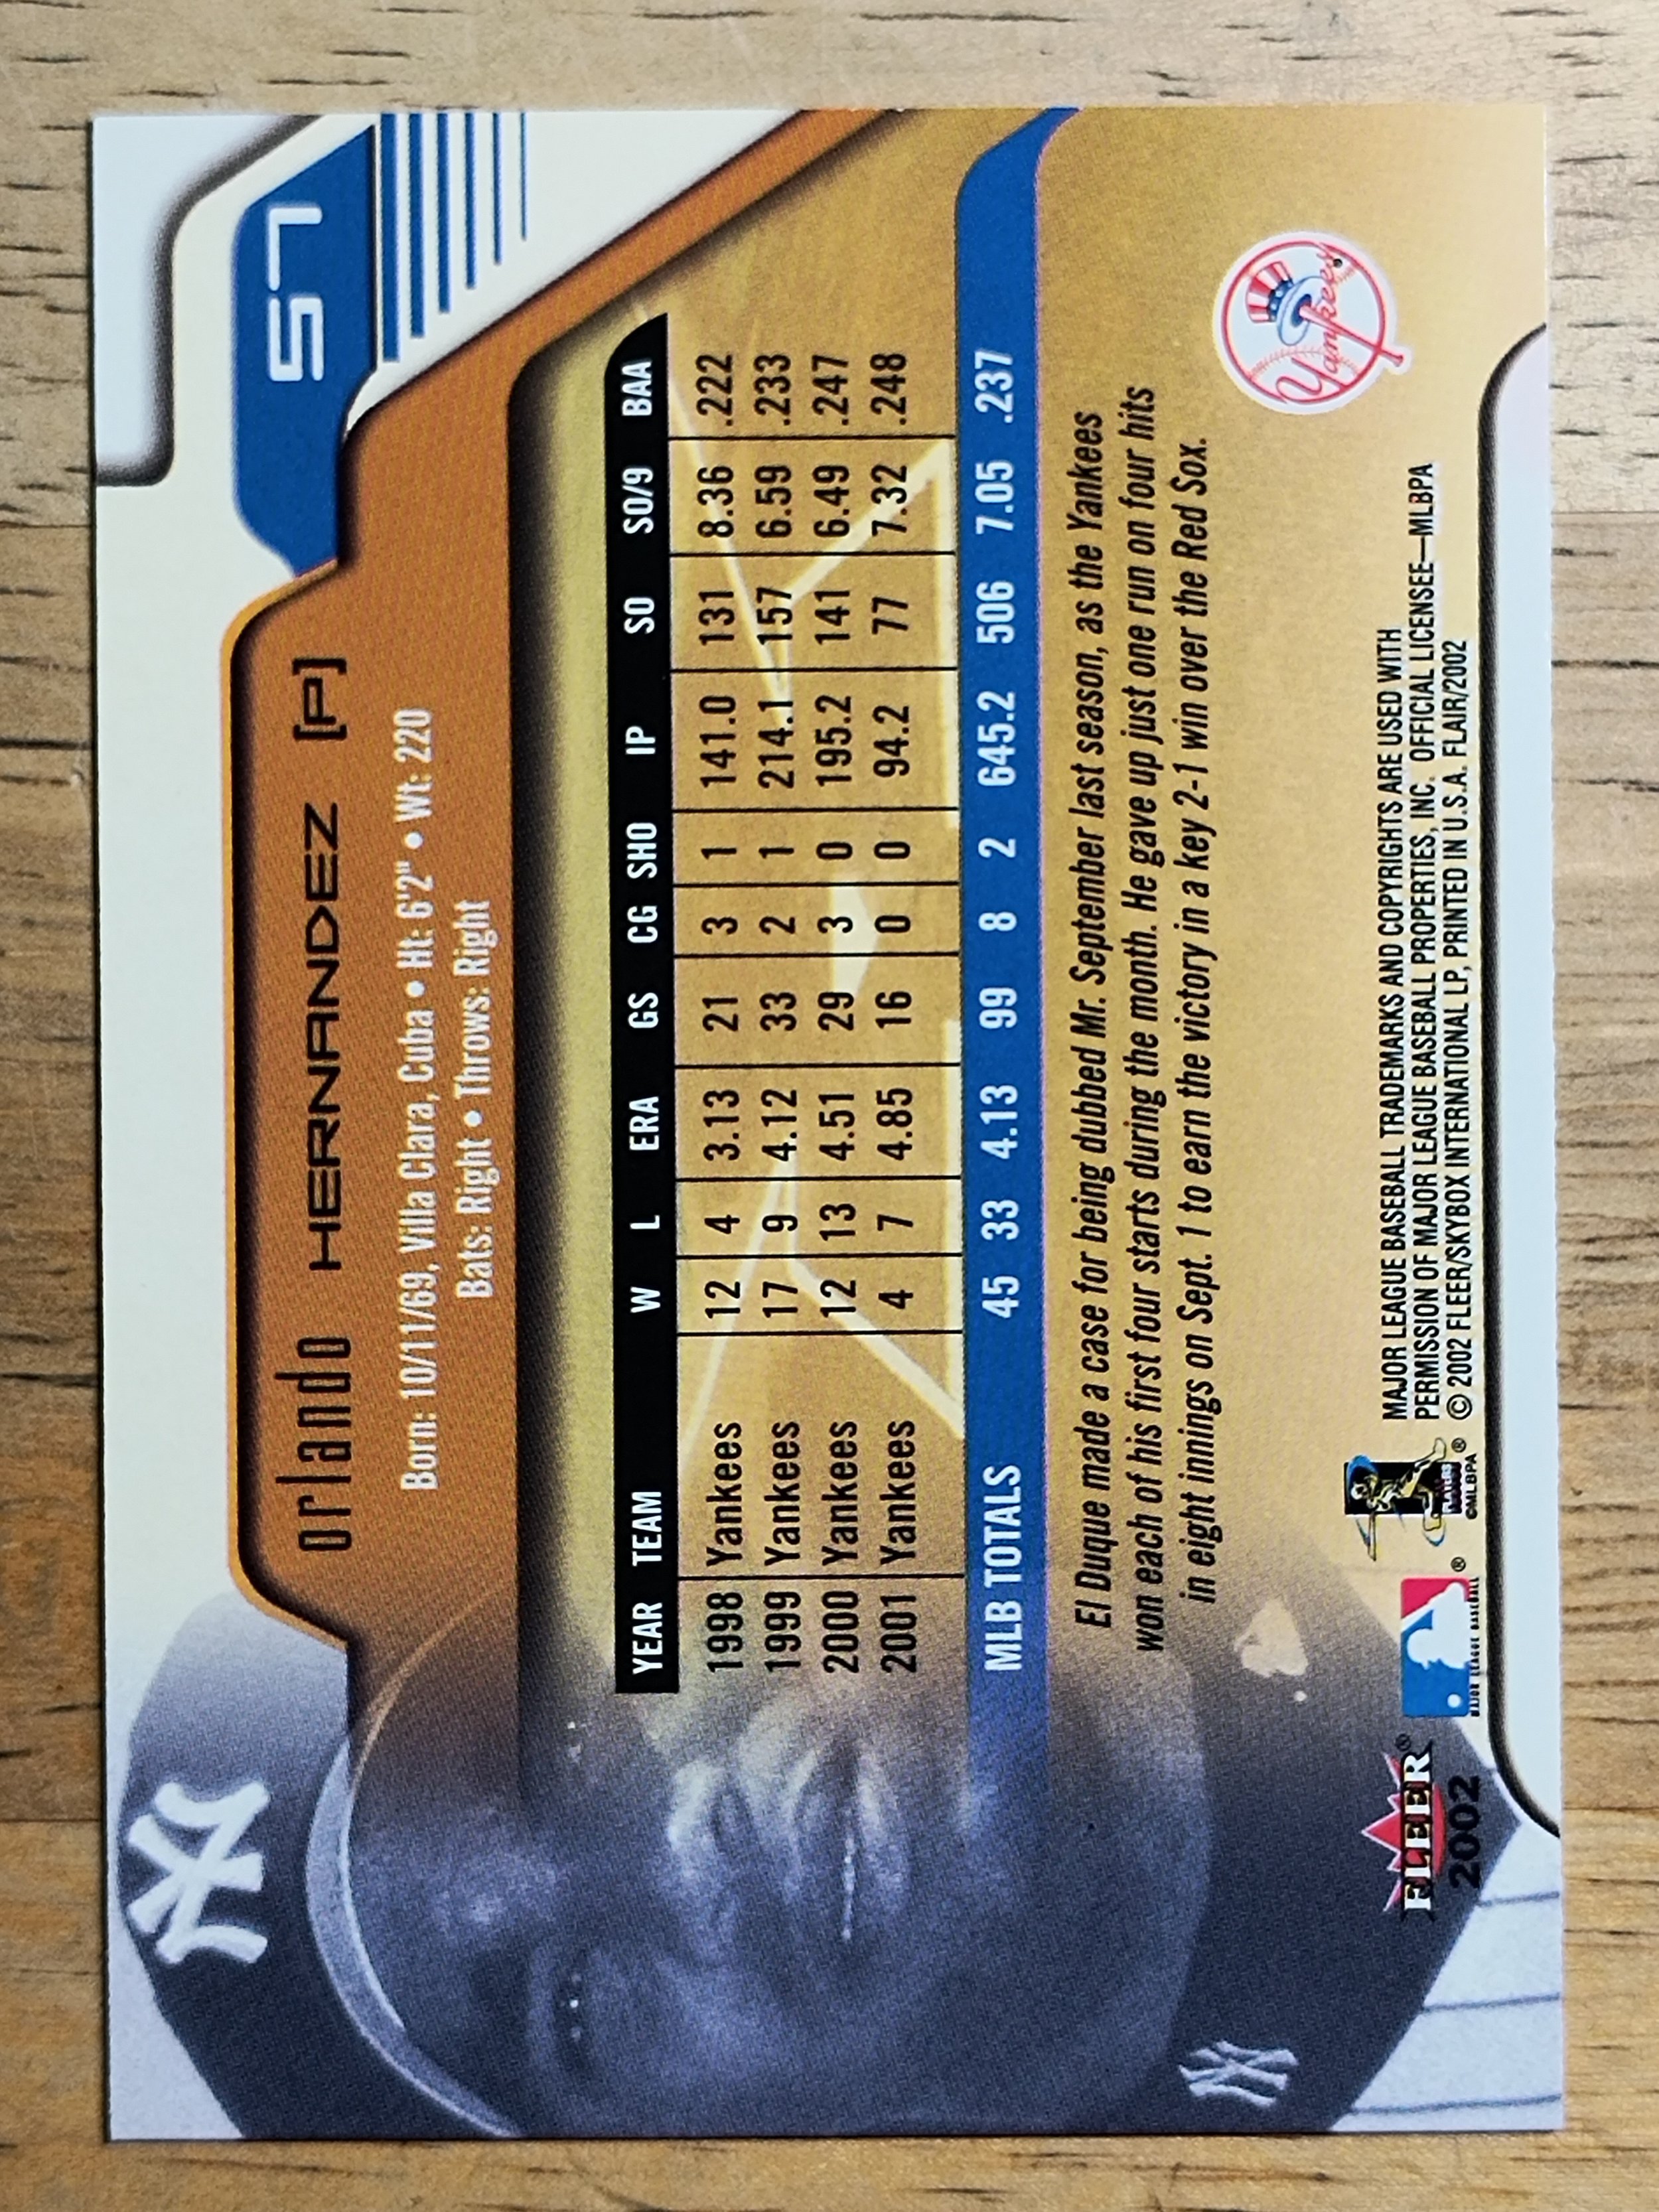 57
orlando HERNANDEZ [P]
Born: 10/11/69, Villa Clara, Cuba • Ht: 6'2" • Wt: 220
Bats: Right • Throws: Right
YEAR TEAM W L ERA GS CG SHO IP SO SO/9 BAA
1998 Yankees 12 4 3.13 21 3 1 141.0 131 8.36 .222
1999 Yankees 17 9 4.12 33 2 1 214.1 157 6.59 .233
2000 Yankees 12 13 4.51 29 3 0 195.2 141 6.49 .247
2001 Yankees 4 7 4.85 16 0 0 94.2 77 7.32 .248
MLB TOTALS 45 33 4.13 99 8 2 645.2 506 7.05 .237
El Duque made a case for being dubbed Mr. September last season, as the Yankees
won each of his first four starts during the month. He gave up just one run on four hits
in eight innings on Sept. 1 to earn the victory in a key 2-1 win over the Red Sox.
Yankees
NY
NY
FLEER®
2002
MAJOR LEAGUE BASEBALL
®
©MLBPA ®
MAJOR LEAGUE BASEBALL TRADEMARKS AND COPYRIGHTS ARE USED WITH
PERMISSION OF MAJOR LEAGUE BASEBALL PROPERTIES, INC. OFFICIAL LICENSEE—MLBPA
© 2002 FLEER/SKYBOX INTERNATIONAL LP, PRINTED IN U.S.A. FLAIR/2002